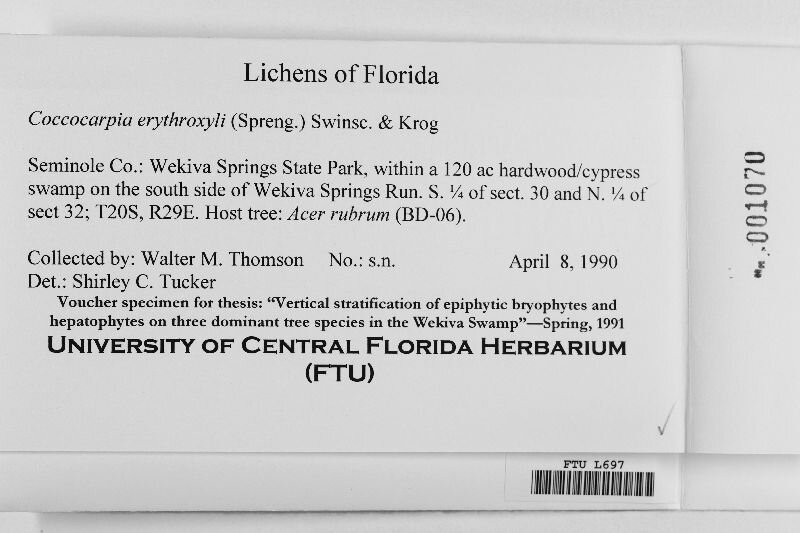 Lichens of Florida
Coccocarpia erythroxyli (Spreng.) Swinsc. & Krog
Seminole Co.: Wekiva Springs State Park, within a 120 ac hardwood/cypress
swamp on the south side of Wekiva Springs Run. S. ¼ of sect. 30 and N. ¼ of
sect 32; T20S, R29E. Host tree: Acer rubrum (BD-06).
Collected by: Walter M. Thomson No.: s.n. April 8, 1990
Det.: Shirley C. Tucker
Voucher specimen for thesis: “Vertical stratification of epiphytic bryophytes and
hepatophytes on three dominant tree species in the Wekiva Swamp”—Spring, 1991
UNIVERSITY OF CENTRAL FLORIDA HERBARIUM
(FTU)
FTU L697
001070